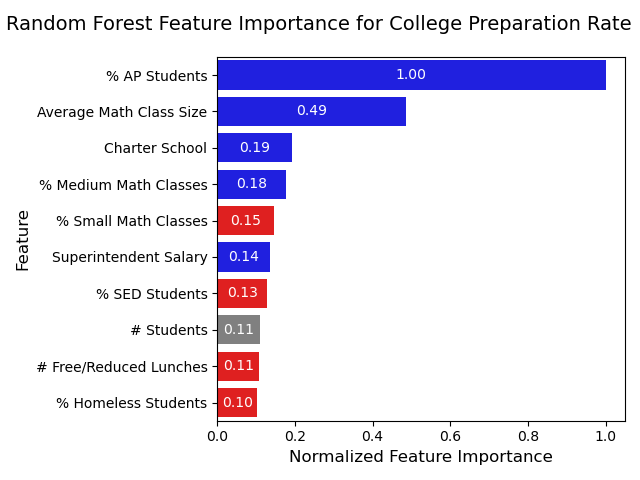 Random Forest Feature Importance for College Preparation Rate
% AP Students 1.00
Average Math Class Size 0.49
Charter School 0.19
% Medium Math Classes 0.18
% Small Math Classes 0.15
Superintendent Salary 0.14
% SED Students 0.13
# Students 0.11
# Free/Reduced Lunches 0.11
% Homeless Students 0.10
Feature
0.0 0.2 0.4 0.6 0.8 1.0
Normalized Feature Importance